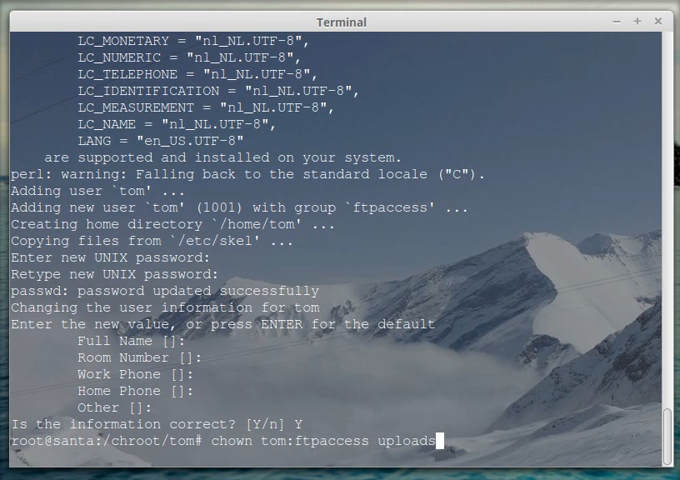 Terminal
LC_MONETARY = "nl_NL.UTF-8",
LC_NUMERIC = "nl_NL.UTF-8",
LC_TELEPHONE = "nl_NL.UTF-8",
LC_IDENTIFICATION = "nl_NL.UTF-8",
LC_MEASUREMENT = "nl_NL.UTF-8",
LC_NAME = "nl_NL.UTF-8",
LANG = "en_US.UTF-8"
are supported and installed on your system.
perl: warning: Falling back to the standard locale ("C").
Adding user `tom' ...
Adding new user `tom' (1001) with group `ftpaccess' ...
Creating home directory `/home/tom' ...
Copying files from `/etc/skel' ...
Enter new UNIX password:
Retype new UNIX password:
passwd: password updated successfully
Changing the user information for tom
Enter the new value, or press ENTER for the default
Full Name []:
Room Number []:
Work Phone []:
Home Phone []:
Other []:
Is the information correct? [Y/n] Y
root@santa:/chroot/tom# chown tom:ftpaccess uploads